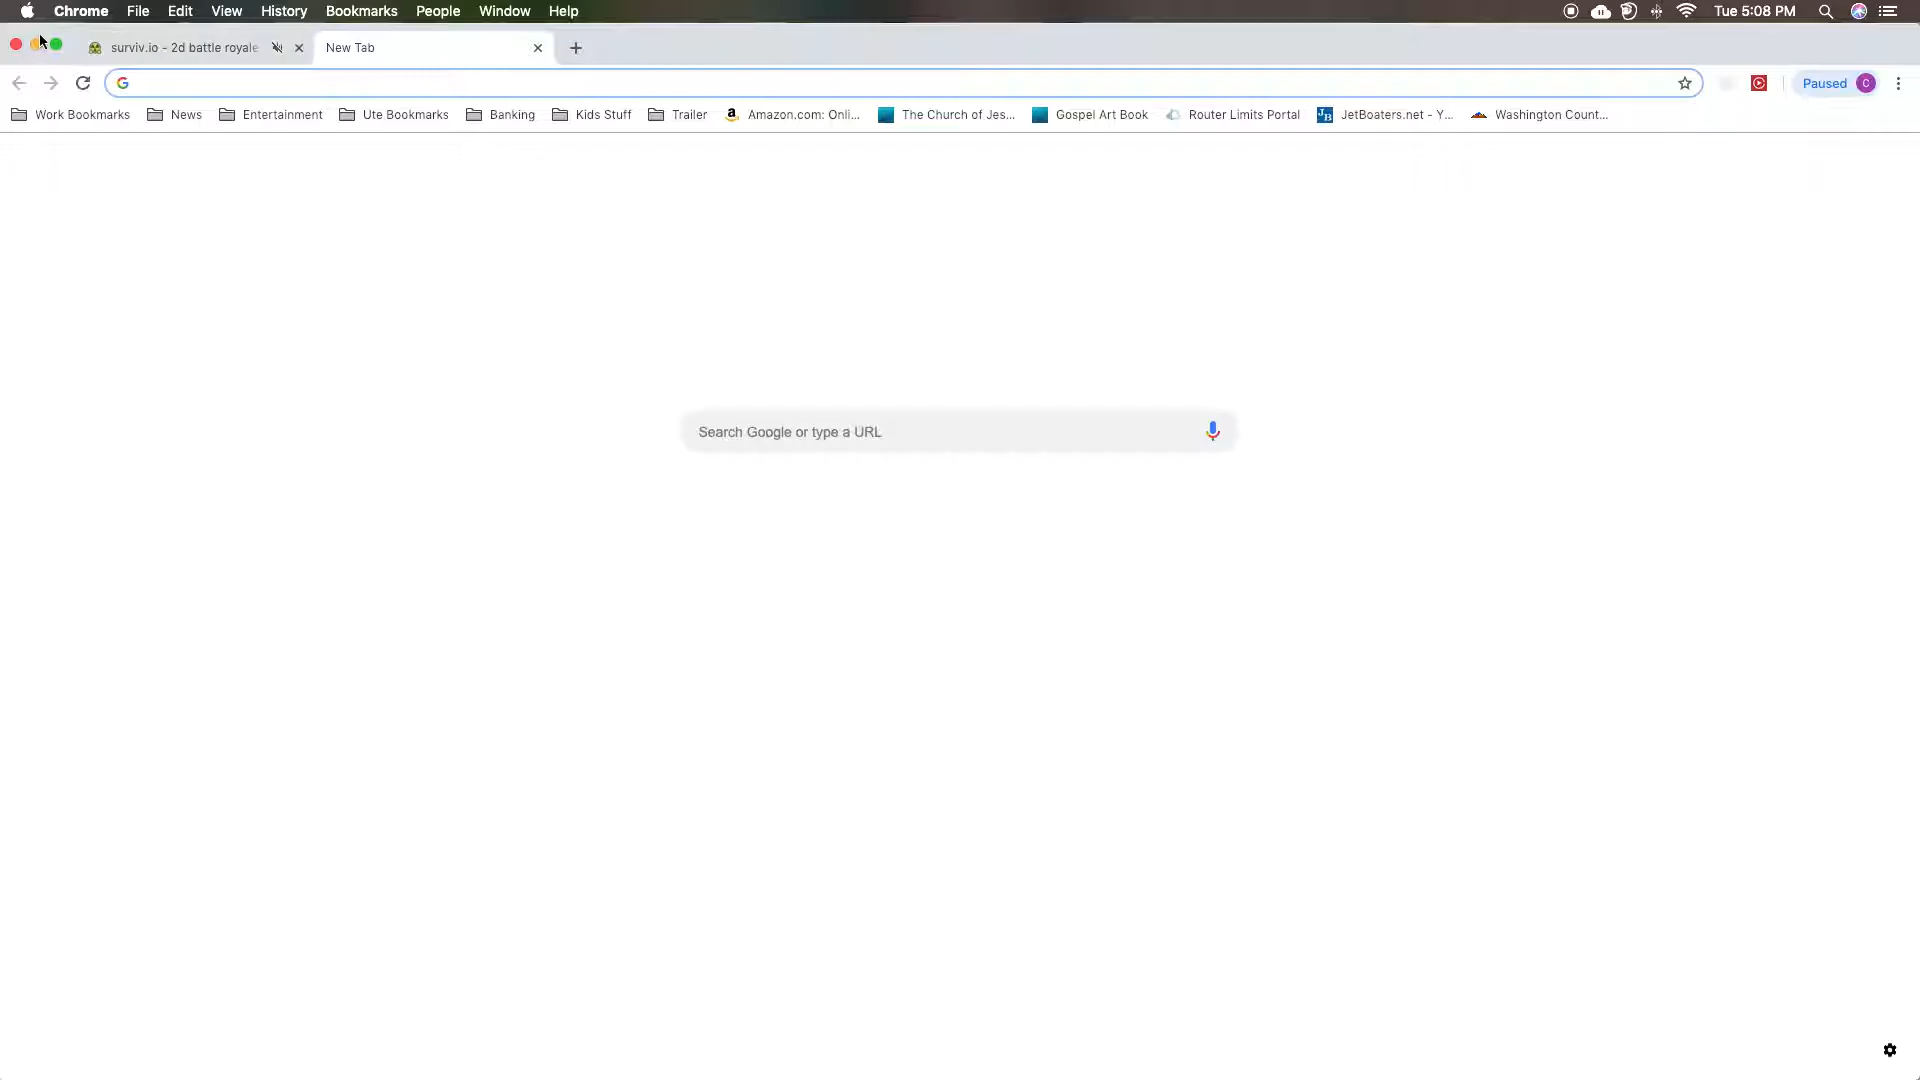 Chrome File Edit View History Bookmarks People Window Help Tue 5:08 PM
surviv.io - 2d battle royale New Tab
Paused C
Work Bookmarks News Entertainment Ute Bookmarks Banking Kids Stuff Trailer Amazon.com: Onli... The Church of Jes... Gospel Art Book Router Limits Portal JetBoaters.net - Y... Washington Count...
Search Google or type a URL